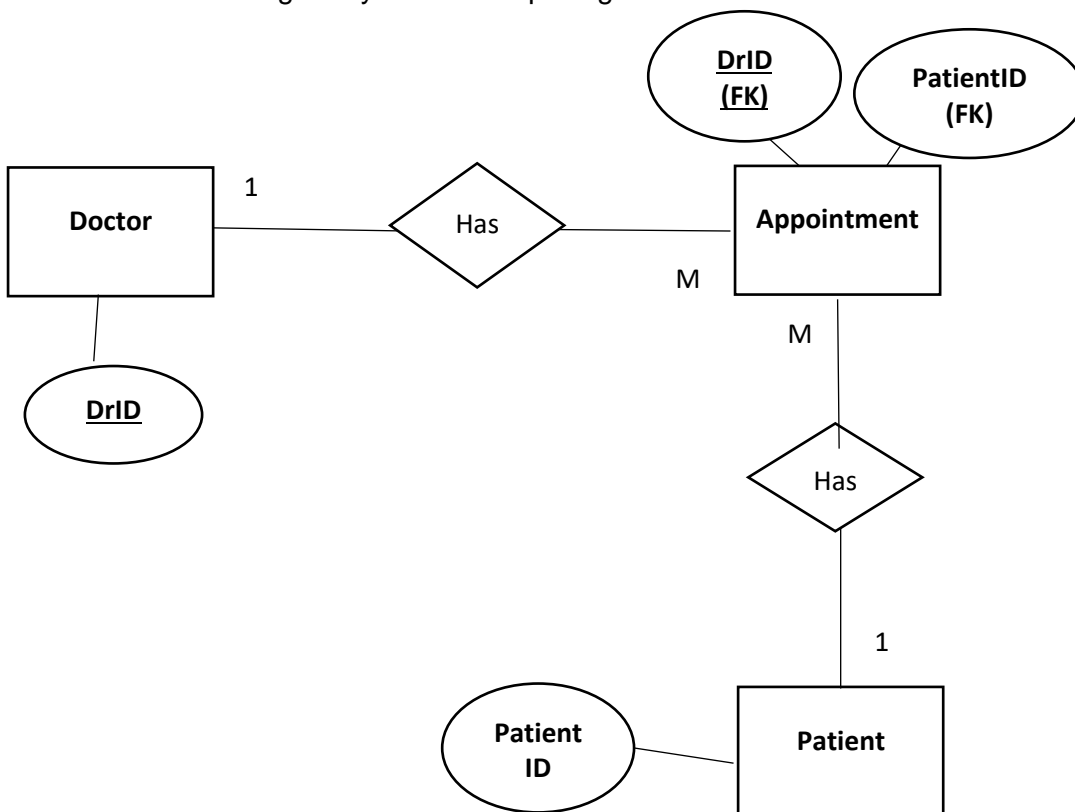 DrID
(FK)
PatientID
(FK)
1
Doctor
Has
Appointment
M
M
DrID
Has
1
Patient
ID
Patient